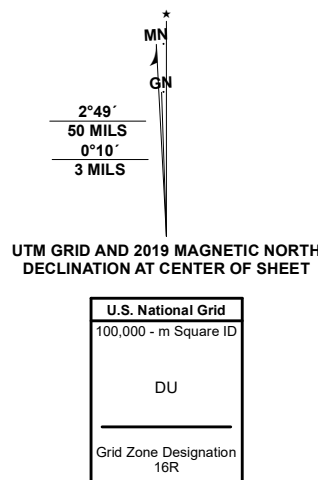 ★
MN
GN
2°49´
50 MILS
0°10´
3 MILS
UTM GRID AND 2019 MAGNETIC NORTH
DECLINATION AT CENTER OF SHEET
U.S. National Grid
100,000 - m Square ID
DU
Grid Zone Designation
16R